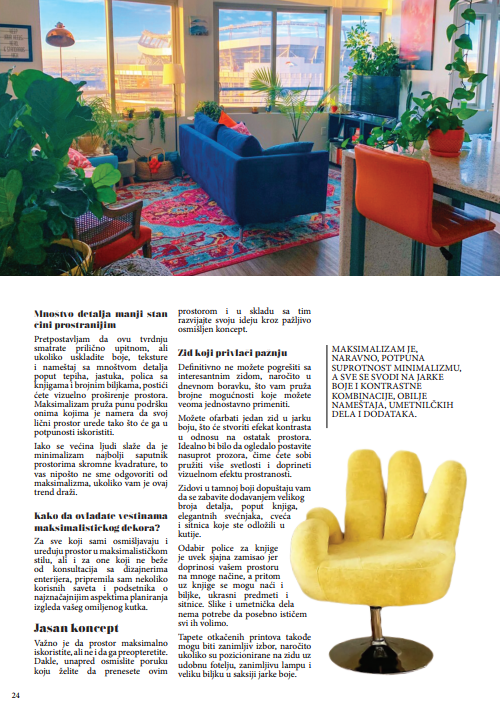 Mnostvo detalja manji stan
cini prostranijim
Pretpostavljam da ovu tvrdnju
smatrate prilično upitnom, ali
ukoliko uskladite boje, teksture
i nameštaj sa mnoštvom detalja
poput tepiha, jastuka, polica sa
knjigama i brojnim biljkama, postići
ćete vizuelno proširenje prostora.
Maksimalizam pruža punu podršku
onima kojima je namera da svoj
lični prostor urede tako što će ga u
potpunosti iskoristiti.
Iako se većina ljudi slaže da je
minimalizam najbolji saputnik
prostorima skromne kvadrature, to
vas nipošto ne sme odgovoriti od
maksimalizma, ukoliko vam je ovaj
trend draži.
Kako da ovladate vestinama
maksimalistickog dekora?
Za sve koji sami osmišljavaju i
uređuju prostor u maksimalističkom
stilu, ali i za one koji ne beže
od konsultacija sa dizajnerima
enterijera, pripremila sam nekoliko
korisnih saveta i podsetnika o
najznačajnijim aspektima planiranja
izgleda vašeg omiljenog kutka.
Jasan koncept
Važno je da prostor maksimalno
iskoristite, ali ne i da ga preopteretite.
Dakle, unapred osmislite poruku
koju želite da prenesete ovim
prostorom i u skladu sa tim
razvijajte svoju ideju kroz pažljivo
osmišljen koncept.
Zid koji privlaci paznju
Definitivno ne možete pogrešiti sa
interesantnim zidom, naročito u
dnevnom boravku, što vam pruža
brojne mogućnosti koje možete
veoma jednostavno primeniti.
Možete ofarbati jedan zid u jarku
boju, što će stvoriti efekat kontrasta
u odnosu na ostatak prostora.
Idealno bi bilo da ogledalo postavite
nasuprot prozora, čime ćete sobi
pružiti više svetlosti i doprineti
vizuelnom efektu prostranosti.
Zidovi u tamnoj boji dopuštaju vam
da se zabavite dodavanjem velikog
broja detalja, poput knjiga,
elegantnih svećnjaka, cveća
i sitnica koje ste odložili u
kutije.
Odabir police za knjige
je uvek sjajna zamisao jer
doprinosi vašem prostoru
na mnoge načine, a pritom
uz knjige se mogu naći i
biljke, ukrasni predmeti i
sitnice. Slike i umetnička dela
nema potrebe da posebno ističem
svi ih volimo.
Tapete otkačenih printova takođe
mogu biti zanimljiv izbor, naročito
ukoliko su pozicionirane na zidu uz
udobnu fotelju, zanimljivu lampu i
veliku biljku u saksiji jarke boje.
MAKSIMALIZAM JE,
NARAVNO, POTPUNA
SUPROTNOST MINIMALIZMU,
A SVE SE SVODI NA JARKE
BOJE I KONTRASTNE
KOMBINACIJE, OBILJE
NAMEŠTAJA, UMETNILČKIH
DELA I DODATAKA.
24